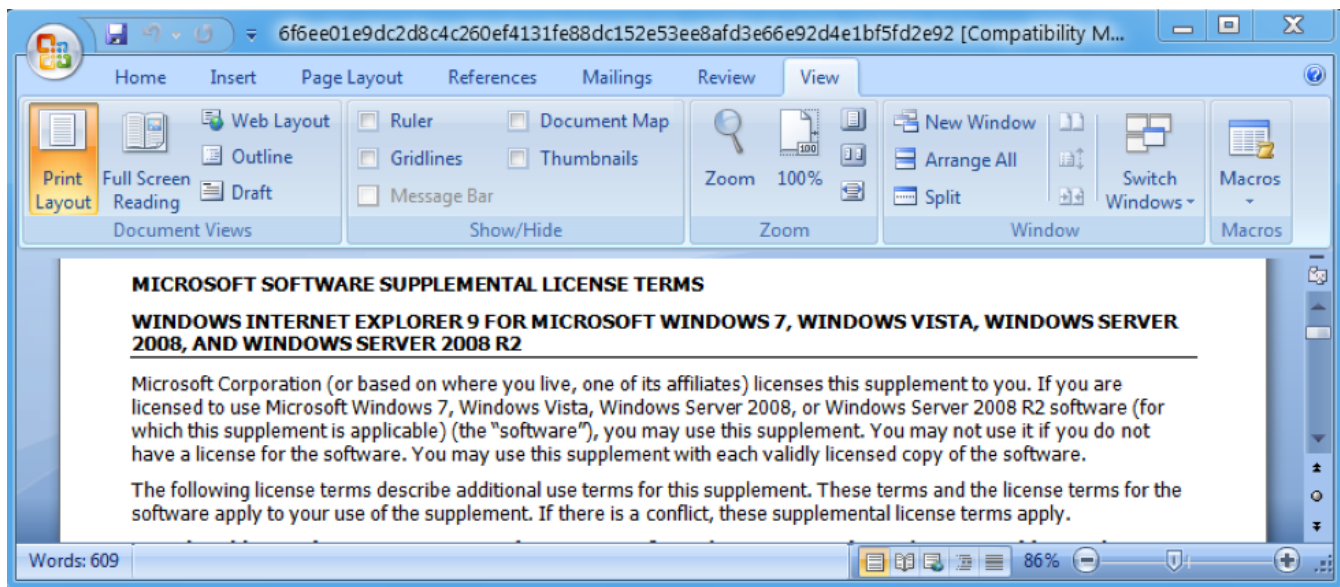 6f6ee01e9dc2d8c4c260ef4131fe88dc152e53ee8afd3e66e92d4e1bf5fd2e92 [Compatibility M...
Home Insert Page Layout References Mailings Review View
Print Layout
Full Screen Reading
Web Layout
Outline
Draft
Document Views
Ruler
Gridlines
Message Bar
Document Map
Thumbnails
Show/Hide
Zoom
100
100%
Zoom
New Window
Arrange All
Split
Switch Windows
Window
Macros
Macros
MICROSOFT SOFTWARE SUPPLEMENTAL LICENSE TERMS
WINDOWS INTERNET EXPLORER 9 FOR MICROSOFT WINDOWS 7, WINDOWS VISTA, WINDOWS SERVER
2008, AND WINDOWS SERVER 2008 R2
Microsoft Corporation (or based on where you live, one of its affiliates) licenses this supplement to you. If you are
licensed to use Microsoft Windows 7, Windows Vista, Windows Server 2008, or Windows Server 2008 R2 software (for
which this supplement is applicable) (the “software”), you may use this supplement. You may not use it if you do not
have a license for the software. You may use this supplement with each validly licensed copy of the software.
The following license terms describe additional use terms for this supplement. These terms and the license terms for the
software apply to your use of the supplement. If there is a conflict, these supplemental license terms apply.
Words: 609
86%